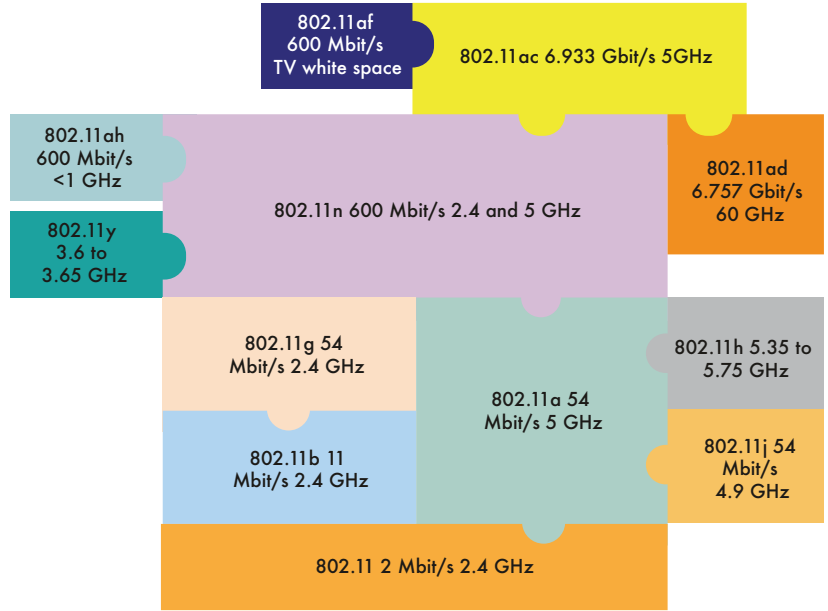 802.11af
600 Mbit/s
TV white space
802.11ac 6.933 Gbit/s 5GHz
802.11ah
600 Mbit/s
<1 GHz
802.11n 600 Mbit/s 2.4 and 5 GHz
802.11ad
6.757 Gbit/s
60 GHz
802.11y
3.6 to
3.65 GHz
802.11g 54
Mbit/s 2.4 GHz
802.11a 54
Mbit/s 5 GHz
802.11h 5.35 to
5.75 GHz
802.11b 11
Mbit/s 2.4 GHz
802.11j 54
Mbit/s
4.9 GHz
802.11 2 Mbit/s 2.4 GHz